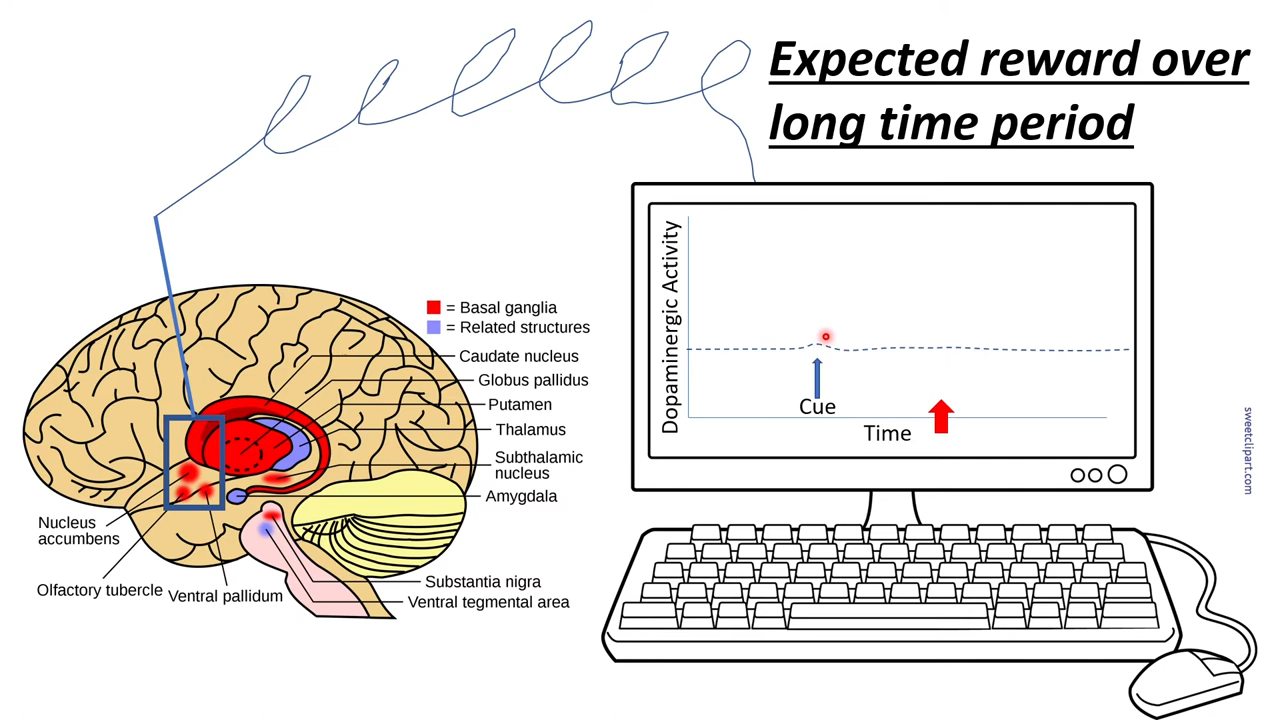 Expected reward over
long time period
= Basal ganglia
= Related structures
Caudate nucleus
Globus pallidus
Putamen
Thalamus
Subthalamic
nucleus
Amygdala
Nucleus
accumbens
Olfactory tubercle
Ventral pallidum
Substantia nigra
Ventral tegmental area
Dopaminergic Activity
Cue
Time
sweetclipart.com